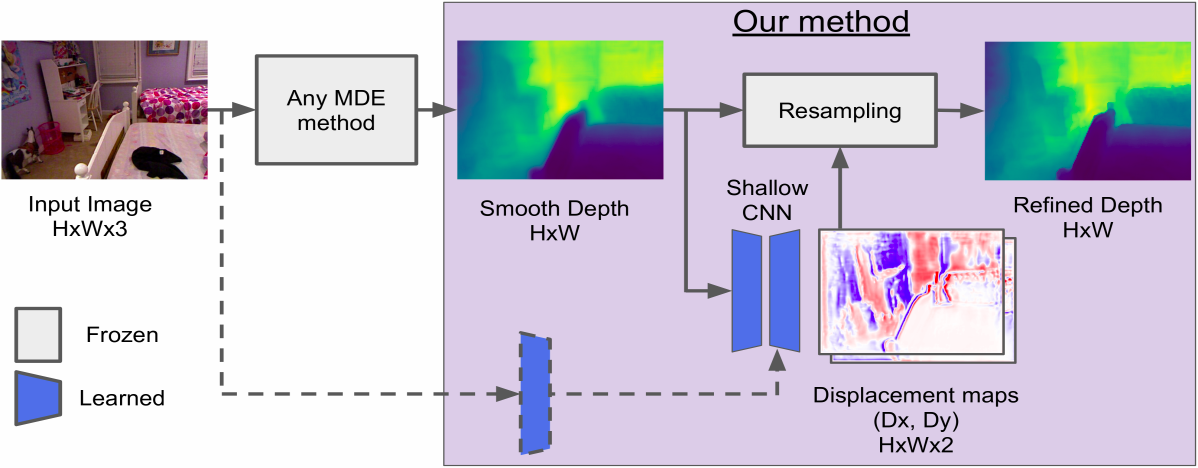 Our method
Any MDE
method
Resampling
Input Image
HxWx3
Smooth Depth
HxW
Shallow
CNN
Refined Depth
HxW
Frozen
Learned
Displacement maps
(Dx, Dy)
HxWx2